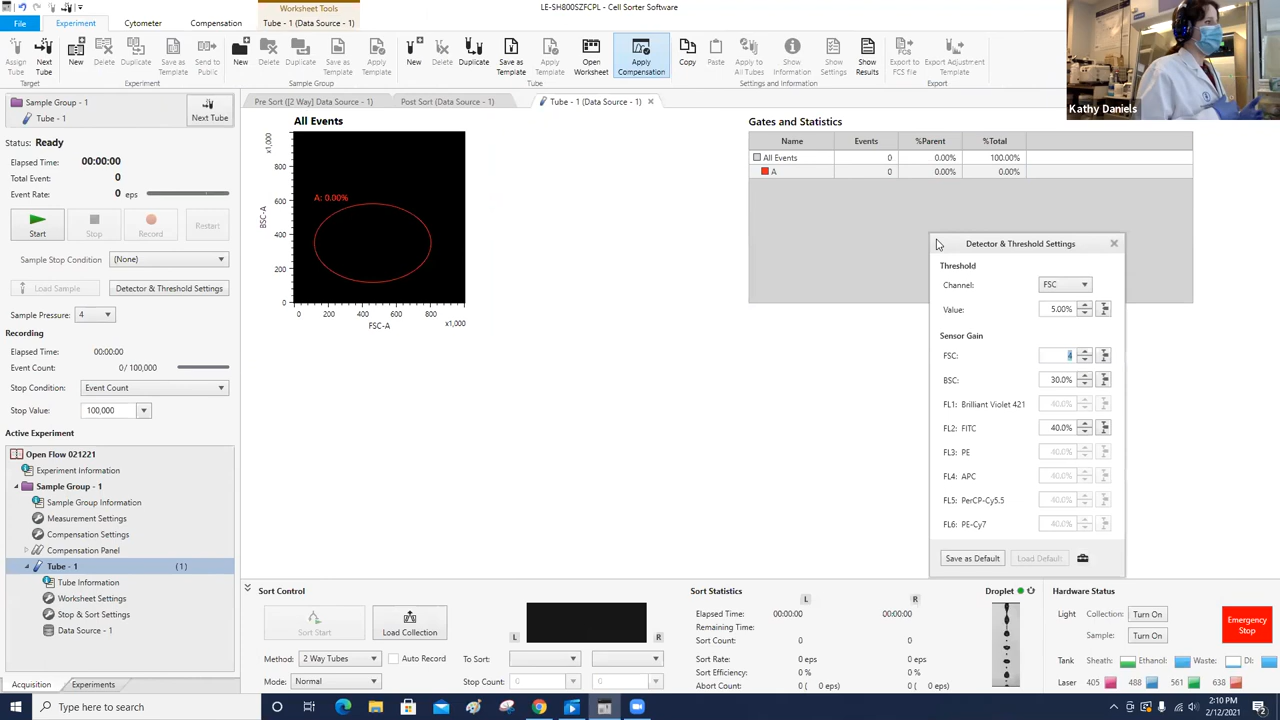 Worksheet Tools
LE-SH800SZFCPL - Cell Sorter Software
File
Experiment
Cytometer
Compensation
Tube - 1 (Data Source - 1)
Assign Tube
Next Tube
New
Delete
Duplicate
Save as Template
Send to Public
New
Delete
Duplicate
Save as Template
Apply Template
New
Delete
Duplicate
Save as Template
Apply Template
Open Worksheet
Apply Compensation
Copy
Paste
Apply to All Tubes
Show Information
Show Settings
Show Results
Export to FCS file
Export Adjustment Template
Target
Experiment
Sample Group
Tube
Settings and Information
Export
Kathy Daniels
Sample Group - 1
Tube - 1
Next Tube
Status: Ready
Elapsed Time: 00:00:00
Total Event: 0
Event Rate: 0 eps
Start
Stop
Record
Restart
Sample Stop Condition (None)
Load Sample
Detector & Threshold Settings
Sample Pressure: 4
Recording
Elapsed Time: 00:00:00
Event Count: 0/ 100,000
Stop Condition: Event Count
Stop Value: 100,000
Active Experiment
Open Flow 021221
Experiment Information
Sample Group - 1
Sample Group Information
Measurement Settings
Compensation Settings
Compensation Panel
Tube - 1 (1)
Tube Information
Worksheet Settings
Stop & Sort Settings
Data Source - 1
Acquisition
Experiments
Pre Sort ([2 Way] Data Source - 1)
Post Sort (Data Source - 1)
Tube - 1 (Data Source - 1)
All Events
x1,000
800
600
400
200
0
BSC-A
A: 0.00%
0 200 400 600 800
x1,000
FSC-A
Gates and Statistics
Name Events %Parent %Total
All Events 0 0.00% 100.00%
A 0 0.00% 0.00%
Detector & Threshold Settings
Threshold
Channel: FSC
Value: 5.00%
Sensor Gain
FSC: 4
BSC: 30.0%
FL1: Brilliant Violet 421 40.0%
FL2: FITC 40.0%
FL3: PE 40.0%
FL4: APC 40.0%
FL5: PerCP-Cy5.5 40.0%
FL6: PE-Cy7 40.0%
Save as Default
Load Default
Sort Control
Sort Start
Load Collection
L
R
Method: 2 Way Tubes
Auto Record
To Sort:
Mode: Normal
Stop Count: 0 0
Sort Statistics
L R
Elapsed Time: 00:00:00 00:00:00
Remaining Time:
Sort Count: 0 0
Sort Rate: 0 eps 0 eps
Sort Efficiency: 0 % 0 %
Abort Count: 0 ( 0 eps) 0 ( 0 eps)
Droplet
Hardware Status
Light Collection: Turn On
Sample: Turn On
Emergency Stop
Tank Sheath: Ethanol: Waste: DI:
Laser 405 488 561 638
Type here to search
2:10 PM
2/12/2021
2